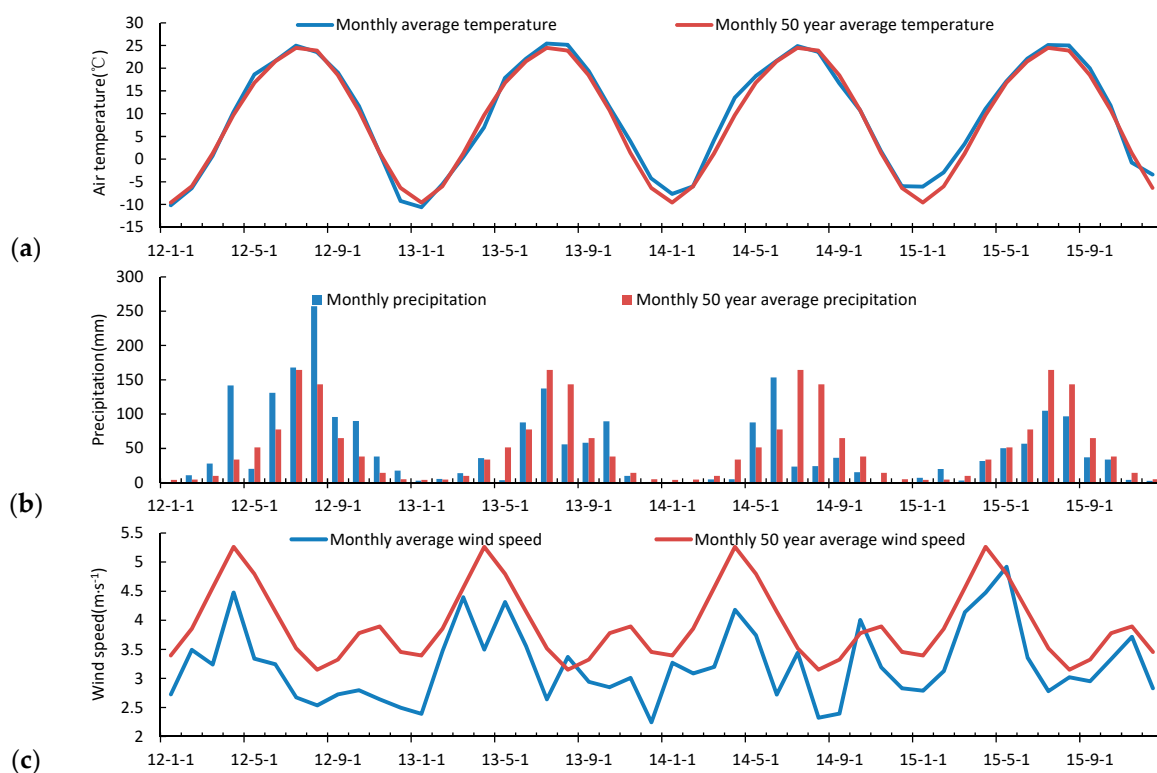 Monthly average temperature
Monthly 50 year average temperature
Air temperature(℃)
30
25
20
15
10
5
0
-5
-10
-15
12-1-1 12-5-1 12-9-1 13-1-1 13-5-1 13-9-1 14-1-1 14-5-1 14-9-1 15-1-1 15-5-1 15-9-1
(a)
Monthly precipitation
Monthly 50 year average precipitation
Precipitation(mm)
300
250
200
150
100
50
0
12-1-1 12-5-1 12-9-1 13-1-1 13-5-1 13-9-1 14-1-1 14-5-1 14-9-1 15-1-1 15-5-1 15-9-1
(b)
Monthly average wind speed
Monthly 50 year average wind speed
Wind speed(m·s⁻¹)
5.5
5
4.5
4
3.5
3
2.5
2
12-1-1 12-5-1 12-9-1 13-1-1 13-5-1 13-9-1 14-1-1 14-5-1 14-9-1 15-1-1 15-5-1 15-9-1
(c)